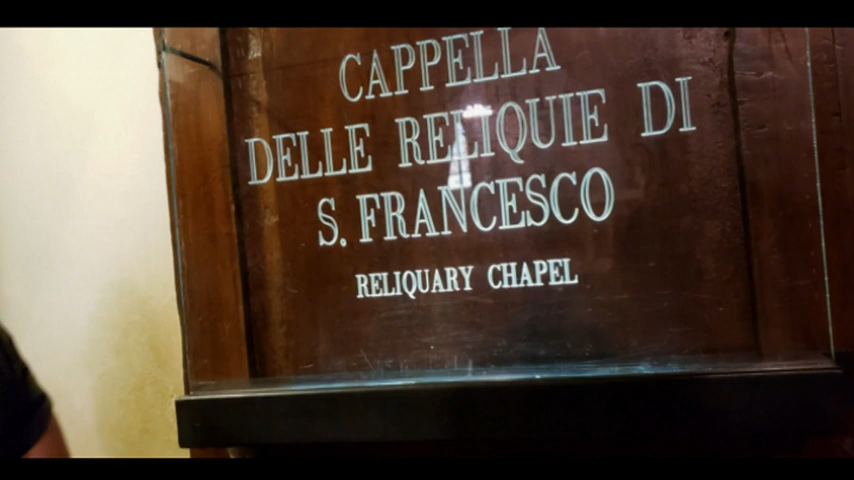 CAPPELLA
DELLE RELIQUIE DI
S. FRANCESCO
RELIQUARY CHAPEL